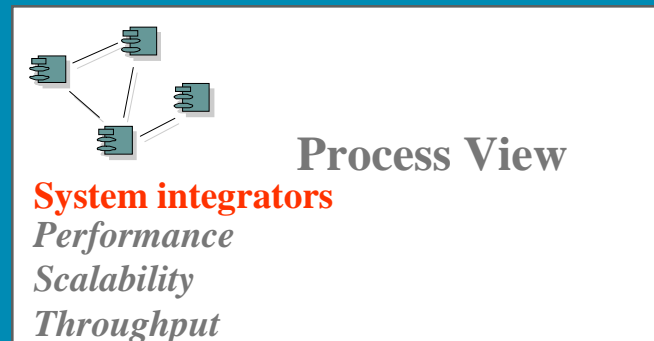 Process View
System integrators
Performance
Scalability
Throughput